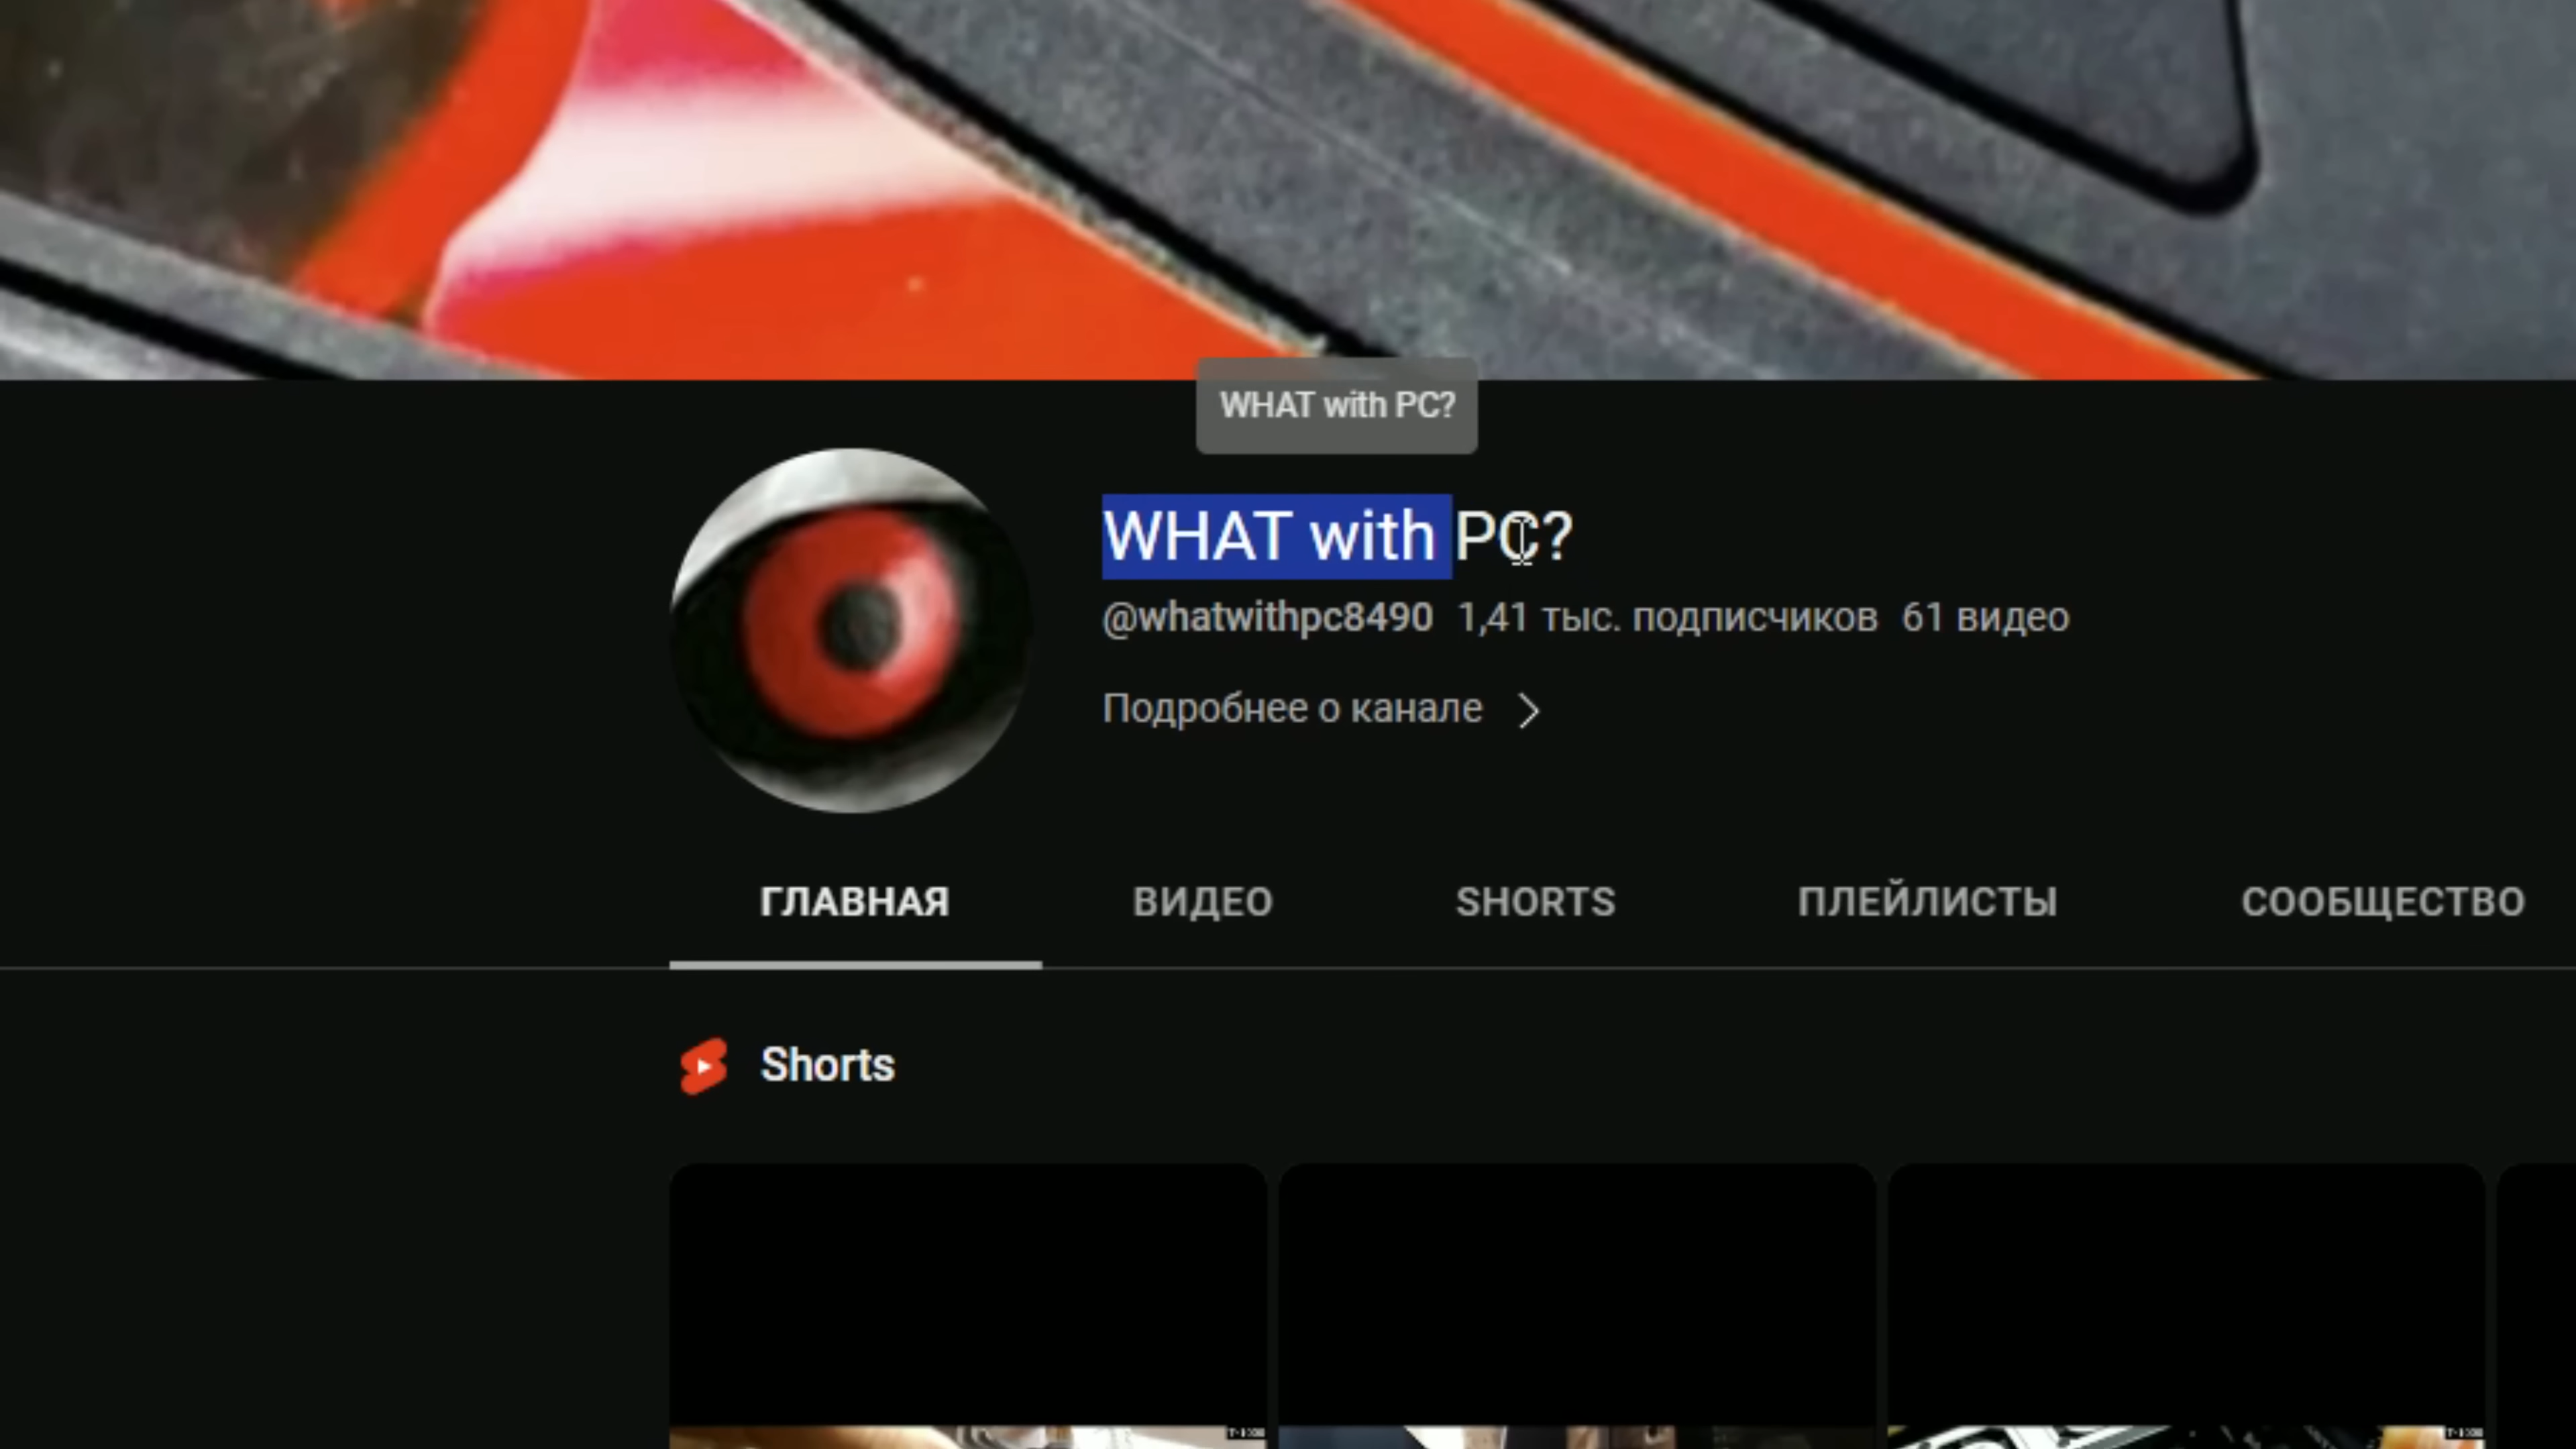 WHAT with PC?
WHAT with PC?
@whatwithpc8490 1,41 тыс. подписчиков 61 видео
Подробнее о канале
ГЛАВНАЯ ВИДЕО SHORTS ПЛЕЙЛИСТЫ СООБЩЕСТВО
Shorts